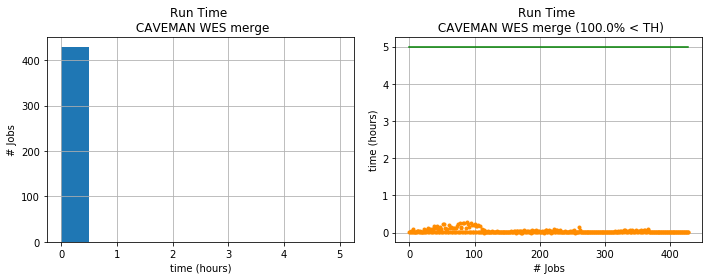 Run Time
CAVEMAN WES merge
# Jobs
400
300
200
100
0
0 1 2 3 4 5
time (hours)
Run Time
CAVEMAN WES merge (100.0% < TH)
time (hours)
5
4
3
2
1
0
0 100 200 300 400
# Jobs